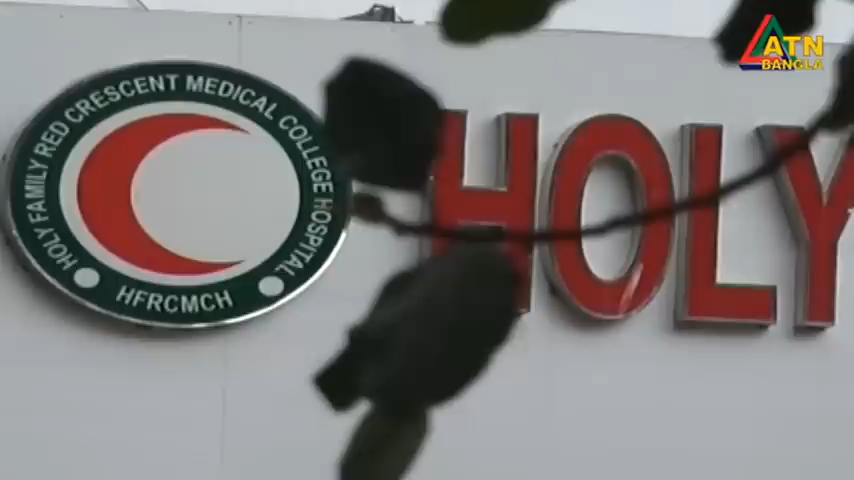 HOLY FAMILY RED CRESCENT MEDICAL COLLEGE HOSPITAL
HFRCMCH
HOLY
ATN
BANGLA